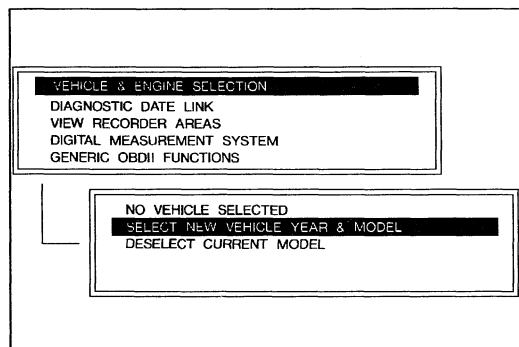 VEHICLE & ENGINE SELECTION
DIAGNOSTIC DATE LINK
VIEW RECORDER AREAS
DIGITAL MEASUREMENT SYSTEM
GENERIC OBDII FUNCTIONS
NO VEHICLE SELECTED
SELECT NEW VEHICLE YEAR & MODEL
DESELECT CURRENT MODEL